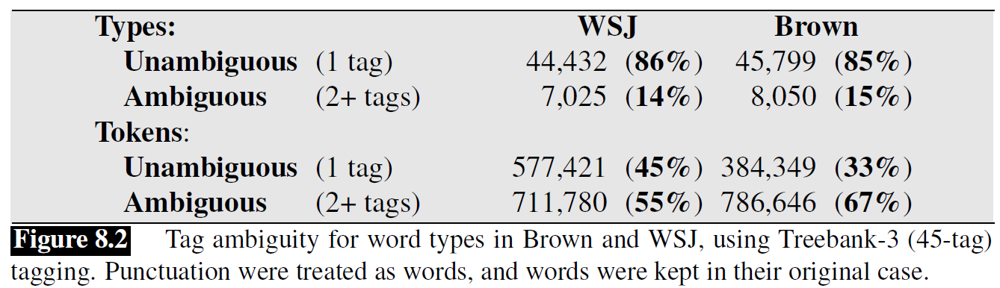 Types: WSJ Brown
Unambiguous (1 tag) 44,432 (86%) 45,799 (85%)
Ambiguous (2+ tags) 7,025 (14%) 8,050 (15%)
Tokens:
Unambiguous (1 tag) 577,421 (45%) 384,349 (33%)
Ambiguous (2+ tags) 711,780 (55%) 786,646 (67%)
Figure 8.2 Tag ambiguity for word types in Brown and WSJ, using Treebank-3 (45-tag)
tagging. Punctuation were treated as words, and words were kept in their original case.